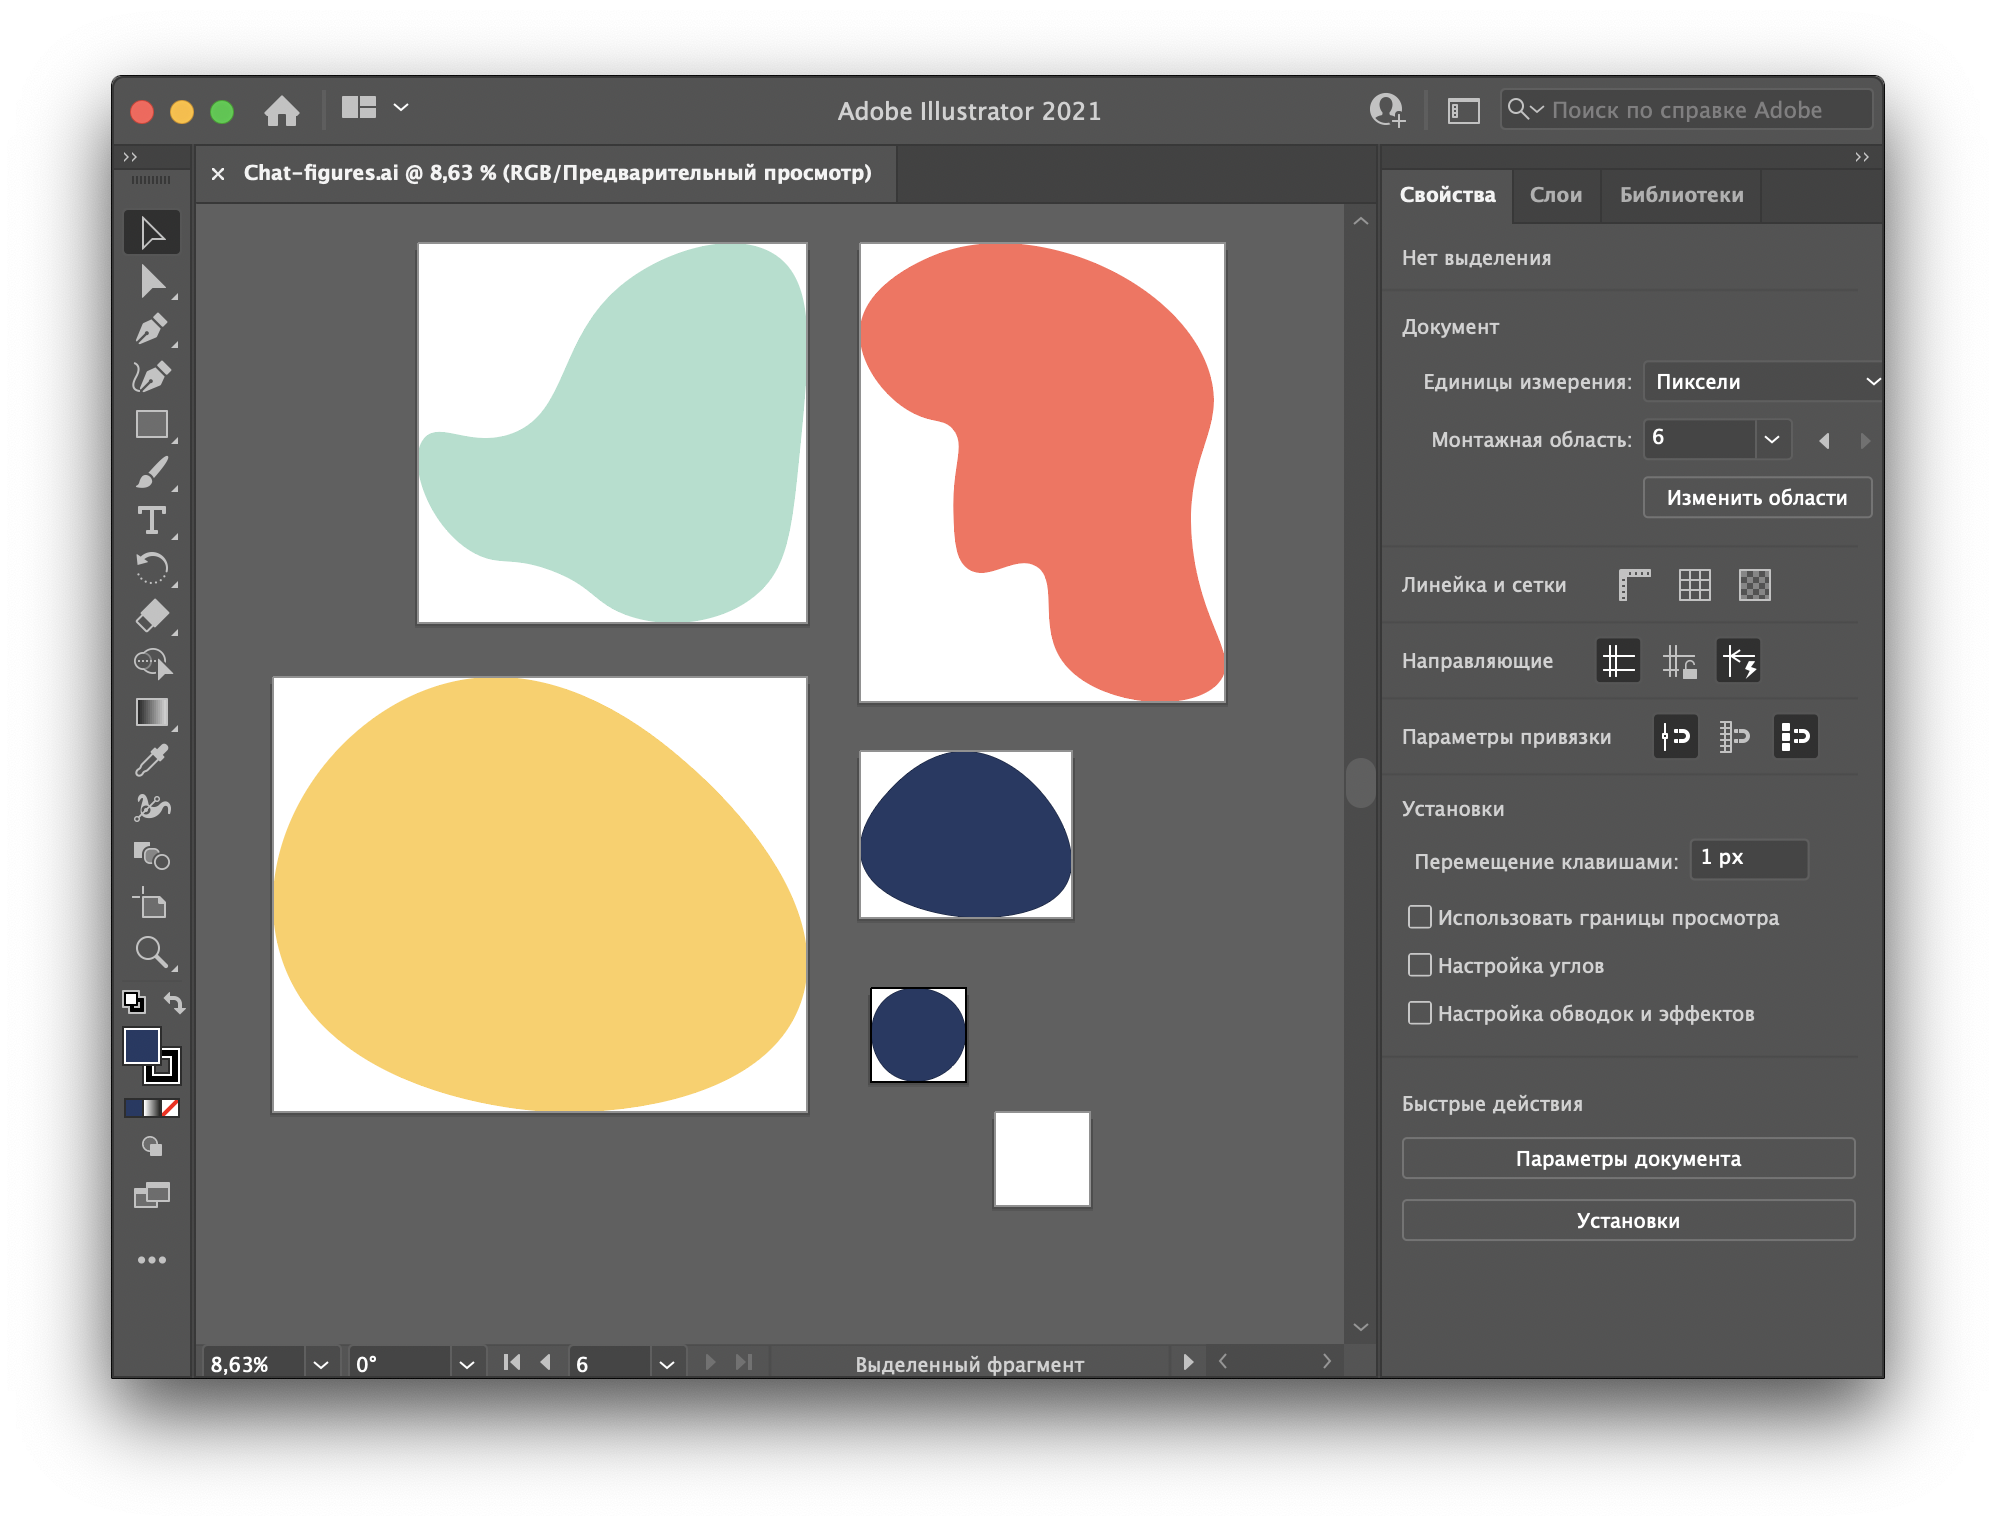 Adobe Illustrator 2021
Поиск по справке Adobe
Chat-figures.ai @ 8,63 % (RGB/Предварительный просмотр)
Свойства
Слои
Библиотеки
Нет выделения
Документ
Единицы измерения: Пиксели
Монтажная область: 6
Изменить области
Линейка и сетки
Направляющие
Параметры привязки
Установки
Перемещение клавишами: 1 px
Использовать границы просмотра
Настройка углов
Настройка обводок и эффектов
Быстрые действия
Параметры документа
Установки
8,63%
0°
6
Выделенный фрагмент